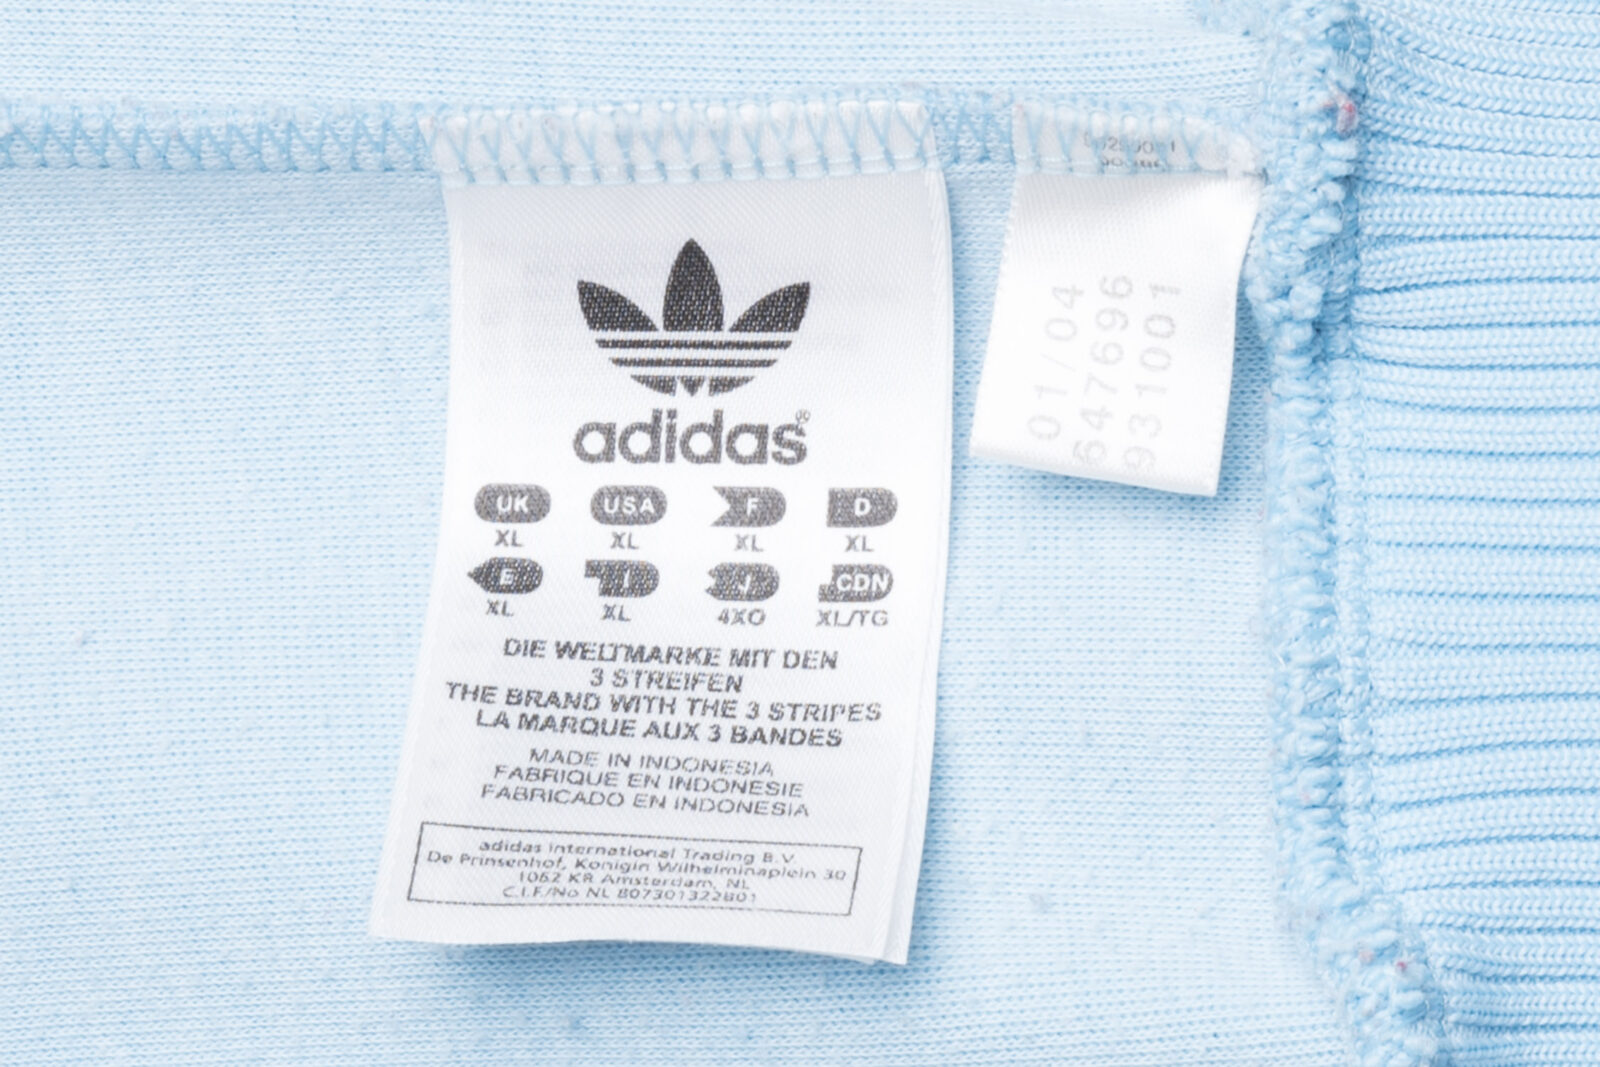 adidas
UK USA F D
XL XL XL XL
E I J CDN
XL XL 4XO XL/TG
DIE WELTMARKE MIT DEN
3 STREIFEN
THE BRAND WITH THE 3 STRIPES
LA MARQUE AUX 3 BANDES
MADE IN INDONESIA
FABRIQUE EN INDONESIE
FABRICADO EN INDONESIA
adidas International Trading B.V.
De Prinsenhof, Konigin Wilhelminaplein 30
1062 KR Amsterdam, NL
C.I.F./No NL 807301322B01
01/04
647696
931001